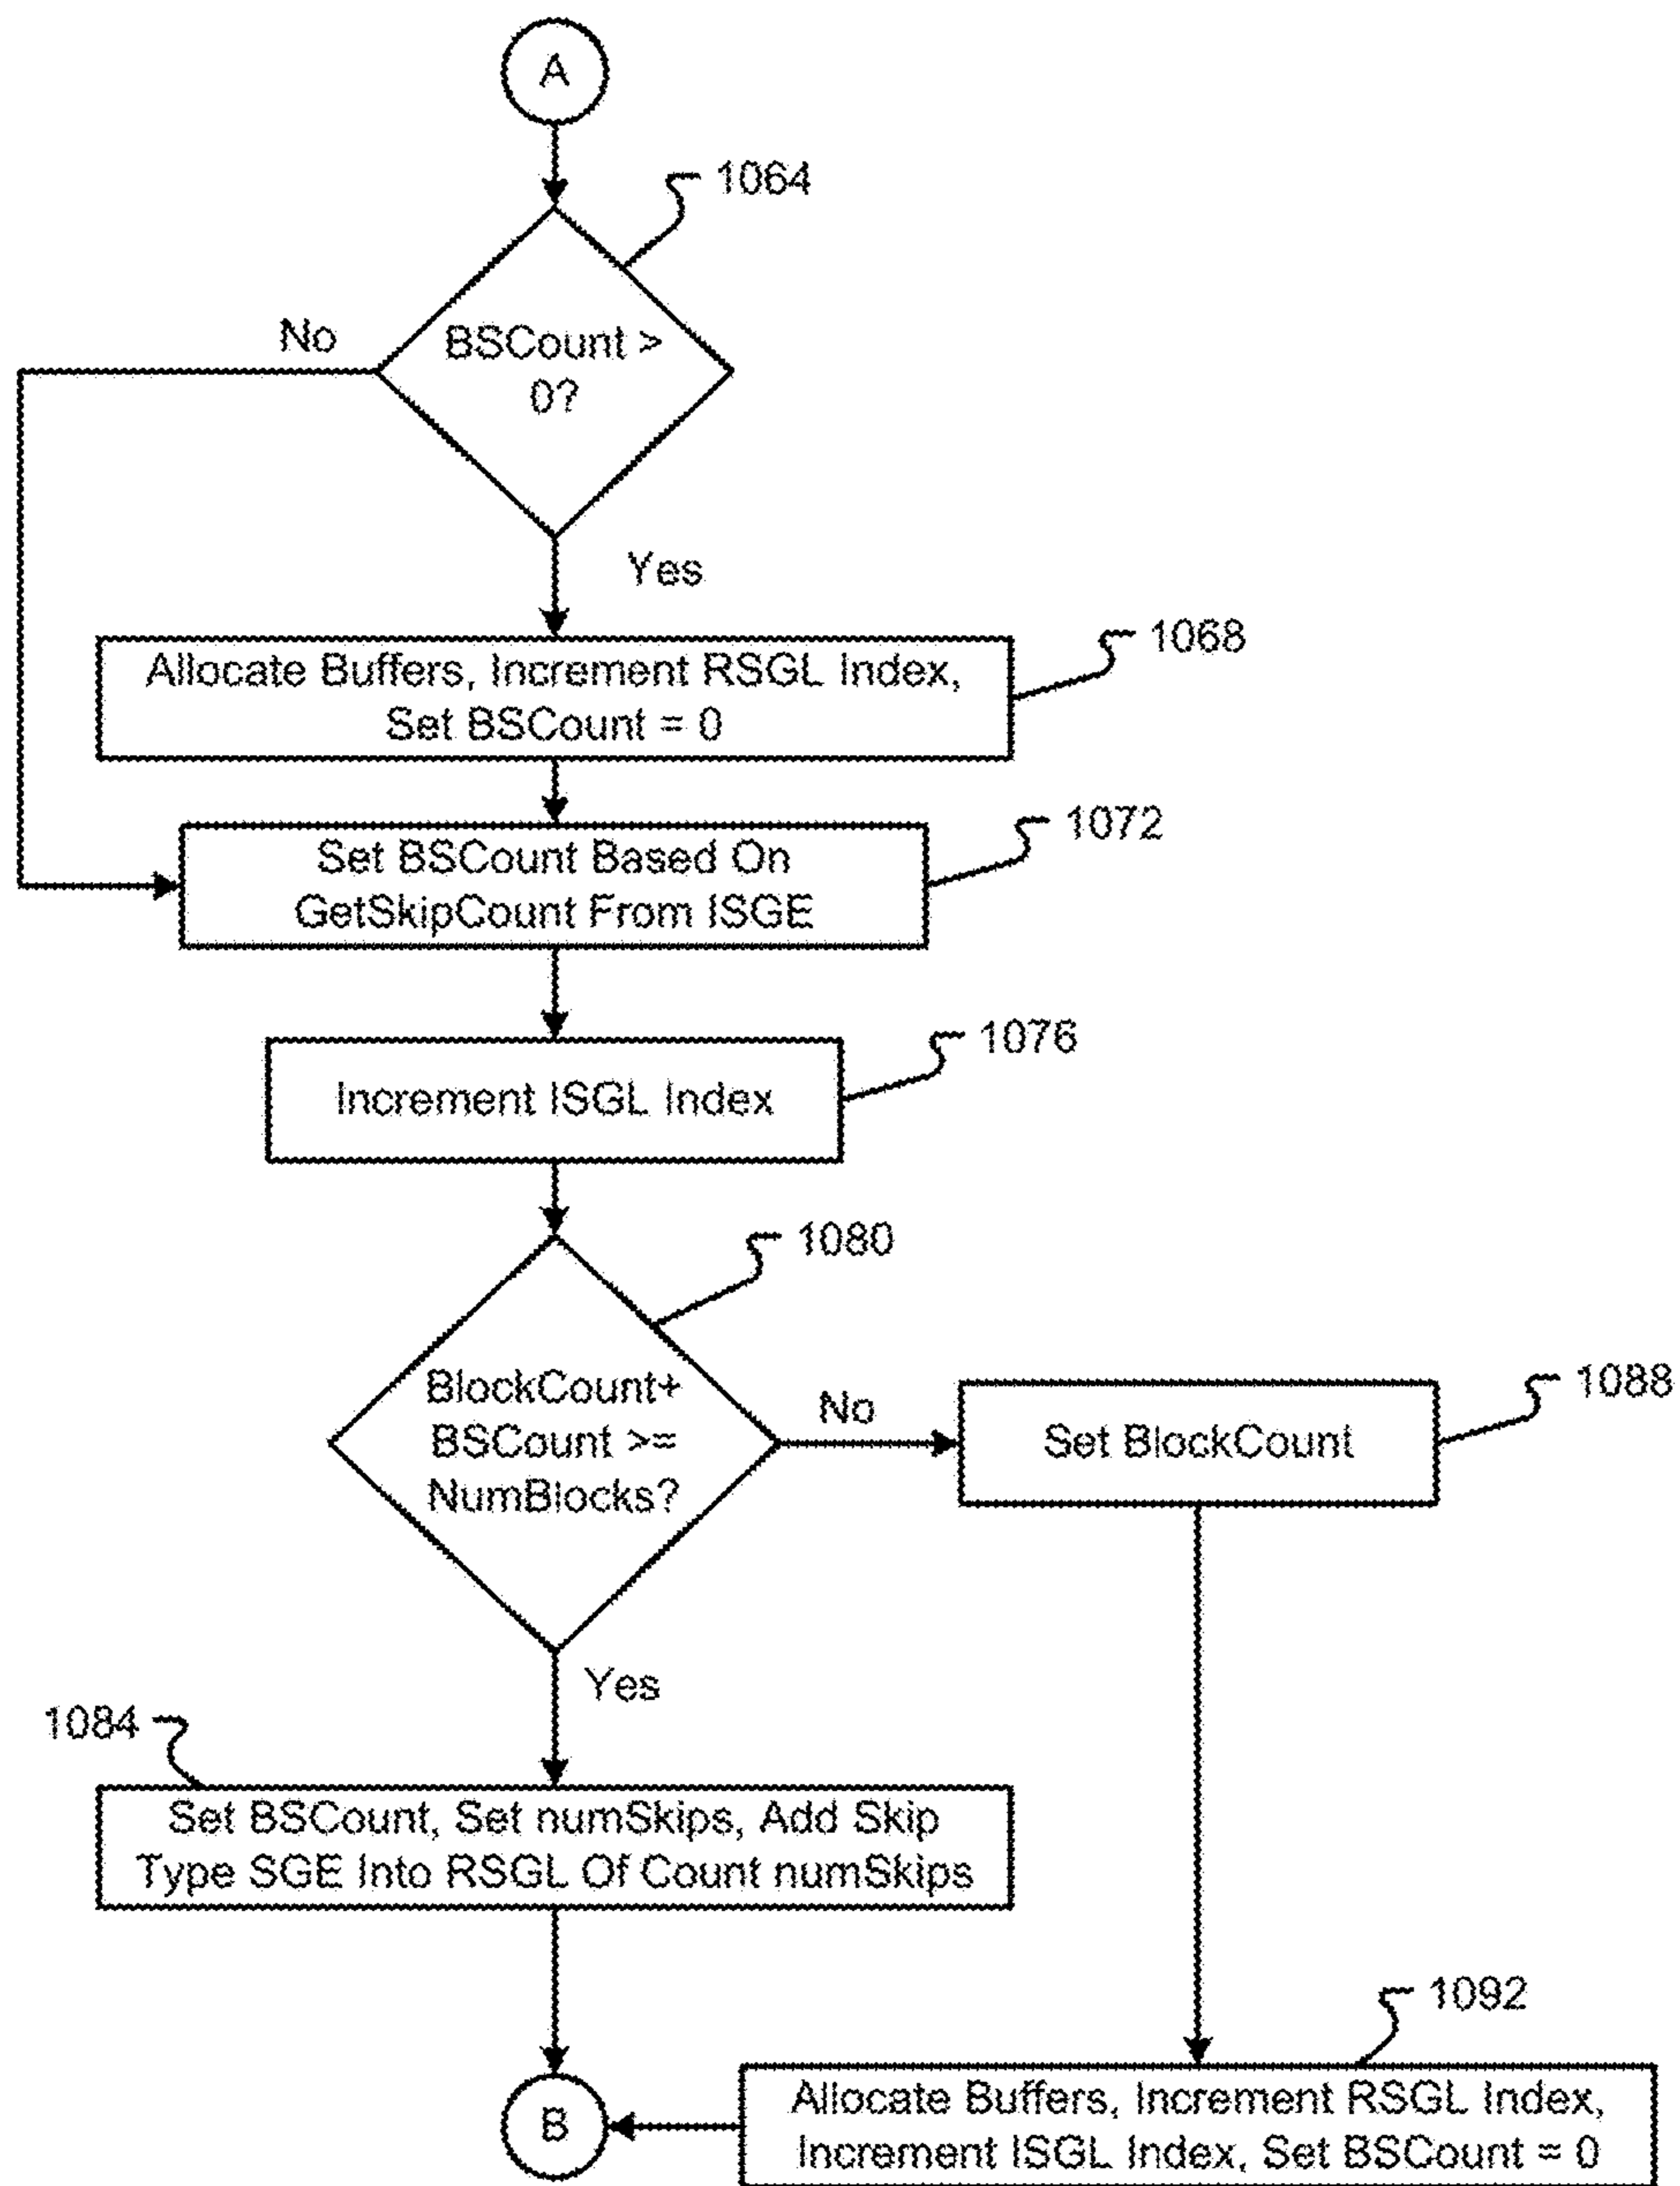 A
1064
No
BSCount >
0?
Yes
1068
Allocate Buffers, Increment RSGL Index,
Set BSCount = 0
1072
Set BSCount Based On
GetSkipCount From ISGE
1076
Increment ISGL Index
1080
BlockCount+
BSCount >=
NumBlocks?
No
1088
Set BlockCount
Yes
1084
Set BSCount, Set numSkips, Add Skip
Type SGE Into RSGL Of Count numSkips
1092
Allocate Buffers, Increment RSGL Index,
Increment ISGL Index, Set BSCount = 0
B